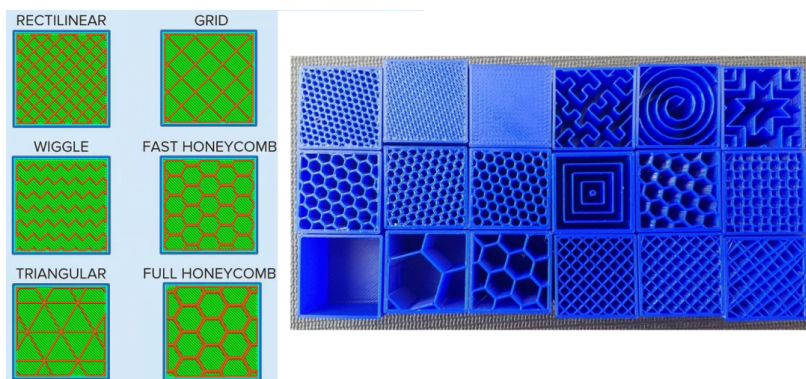 RECTILINEAR GRID
WIGGLE FAST HONEYCOMB
TRIANGULAR FULL HONEYCOMB